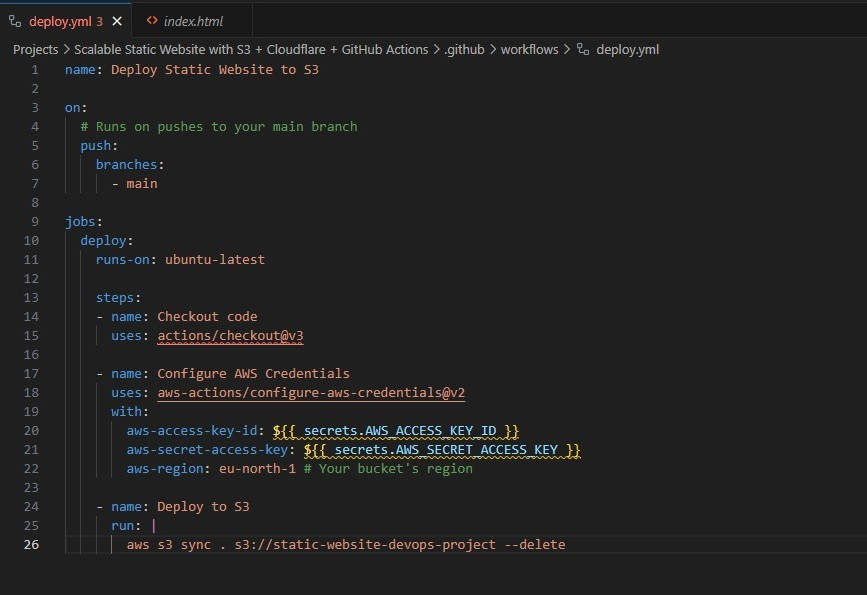 deploy.yml 3 index.html
Projects > Scalable Static Website with S3 + Cloudflare + GitHub Actions > .github > workflows > deploy.yml
1 name: Deploy Static Website to S3
2
3 on:
4 # Runs on pushes to your main branch
5 push:
6 branches:
7 - main
8
9 jobs:
10 deploy:
11 runs-on: ubuntu-latest
12
13 steps:
14 - name: Checkout code
15 uses: actions/checkout@v3
16
17 - name: Configure AWS Credentials
18 uses: aws-actions/configure-aws-credentials@v2
19 with:
20 aws-access-key-id: ${{ secrets.AWS_ACCESS_KEY_ID }}
21 aws-secret-access-key: ${{ secrets.AWS_SECRET_ACCESS_KEY }}
22 aws-region: eu-north-1 # Your bucket's region
23
24 - name: Deploy to S3
25 run: |
26 aws s3 sync . s3://static-website-devops-project --delete